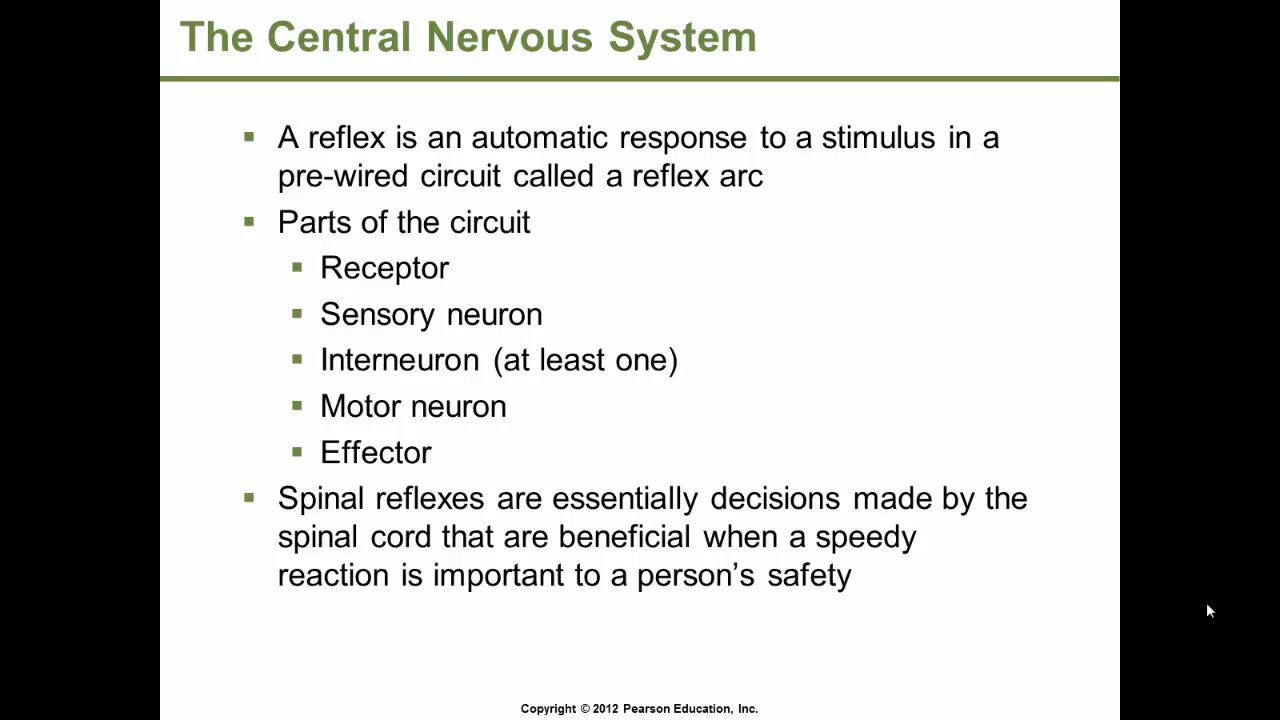 The Central Nervous System
▪ A reflex is an automatic response to a stimulus in a
pre-wired circuit called a reflex arc
▪ Parts of the circuit
▪ Receptor
▪ Sensory neuron
▪ Interneuron (at least one)
▪ Motor neuron
▪ Effector
▪ Spinal reflexes are essentially decisions made by the
spinal cord that are beneficial when a speedy
reaction is important to a person’s safety
Copyright © 2012 Pearson Education, Inc.